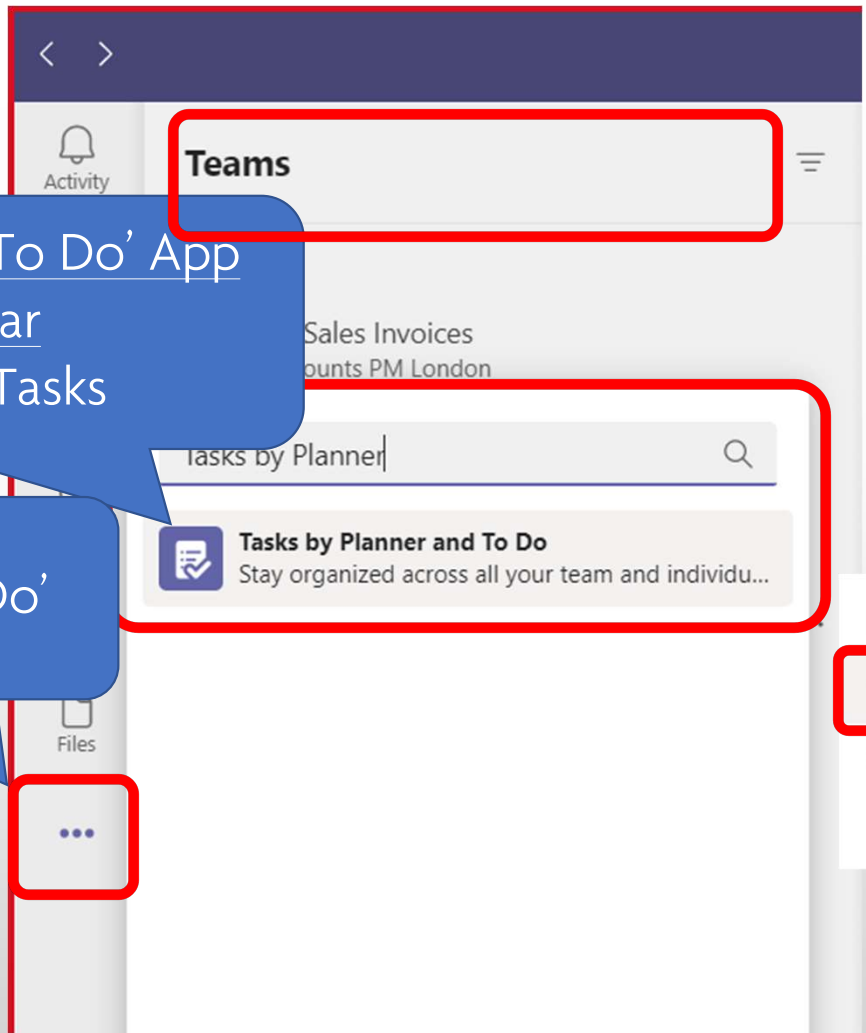 Activity
Teams
To Do’ App
ar
Tasks
Sales Invoices
ounts PM London
Tasks by Planner
Tasks by Planner and To Do
Stay organized across all your team and individu...
Do’
Files